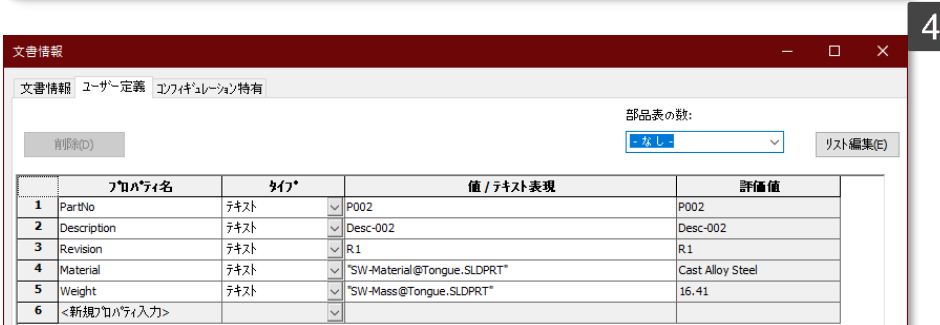 4
文書情報
文書情報 ユーザー定義 コンフィギュレーション特有
部品表の数:
削除(D) - なし - リスト編集(E)
プロパティ名 タイプ 値 / テキスト表現 評価値
1 PartNo テキスト P002 P002
2 Description テキスト Desc-002 Desc-002
3 Revision テキスト R1 R1
4 Material テキスト "SW-Material@Tongue.SLDPRT" Cast Alloy Steel
5 Weight テキスト "SW-Mass@Tongue.SLDPRT" 16.41
6 <新規プロパティ入力>